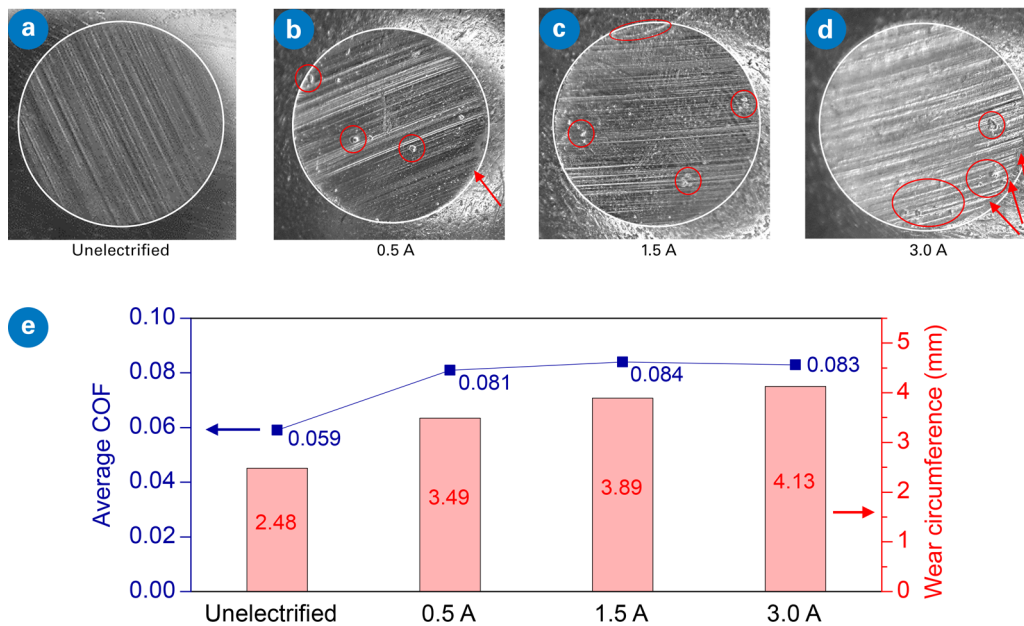 a
b
c
d
Unelectrified
0.5 A
1.5 A
3.0 A
e
Average COF
0.10
0.08
0.06
0.04
0.02
0.00
0.059
0.081
0.084
0.083
2.48
3.49
3.89
4.13
Unelectrified
0.5 A
1.5 A
3.0 A
5
4
3
2
1
0
Wear circumference (mm)